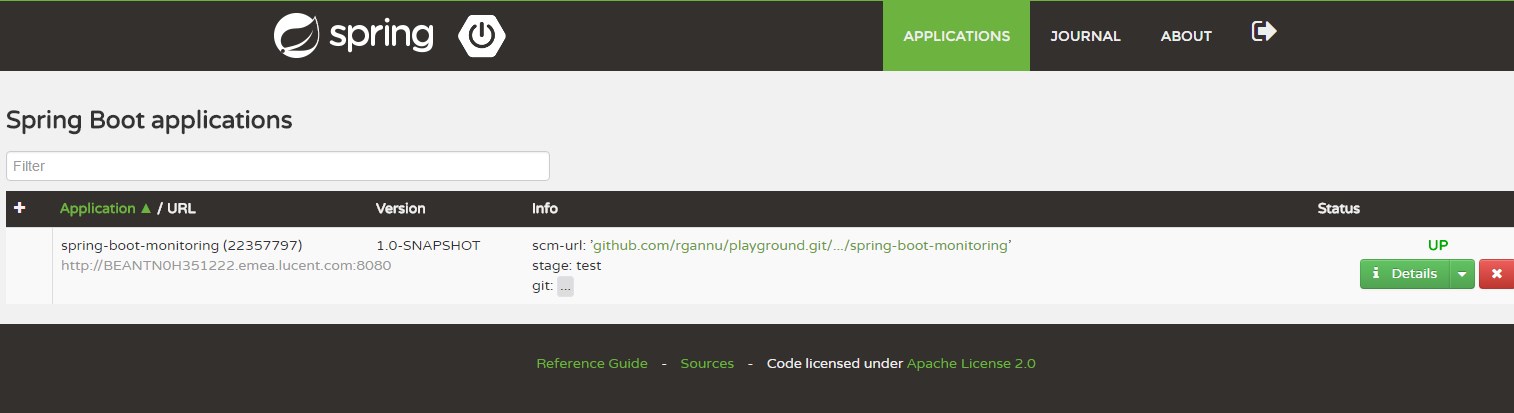 spring
APPLICATIONS JOURNAL ABOUT
Spring Boot applications
Filter
+ Application ▲ / URL Version Info Status
spring-boot-monitoring (22357797) 1.0-SNAPSHOT scm-url: 'github.com/rgannu/playground.git/.../spring-boot-monitoring' UP
http://BEANTN0H351222.emea.lucent.com:8080 stage: test i Details
git: ...
Reference Guide - Sources - Code licensed under Apache License 2.0